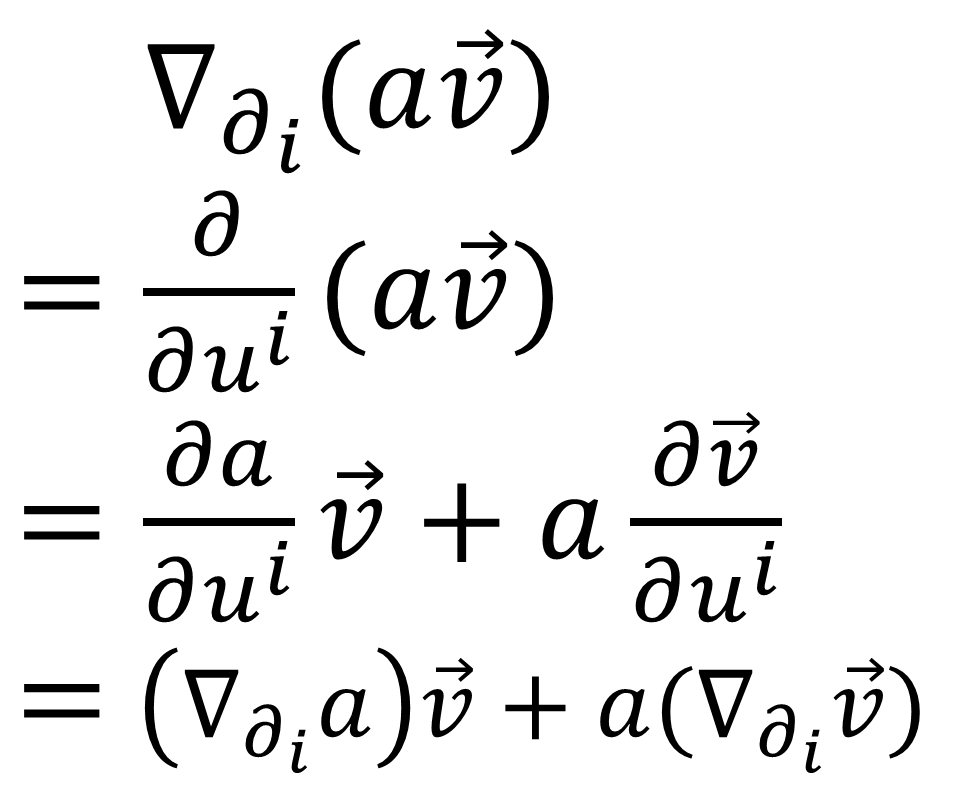 ∇_{∂_i}(a\vec{v})
= \frac{∂}{∂u^i}(a\vec{v})
= \frac{∂a}{∂u^i}\vec{v} + a\frac{∂\vec{v}}{∂u^i}
= (∇_{∂_i}a)\vec{v} + a(∇_{∂_i}\vec{v})